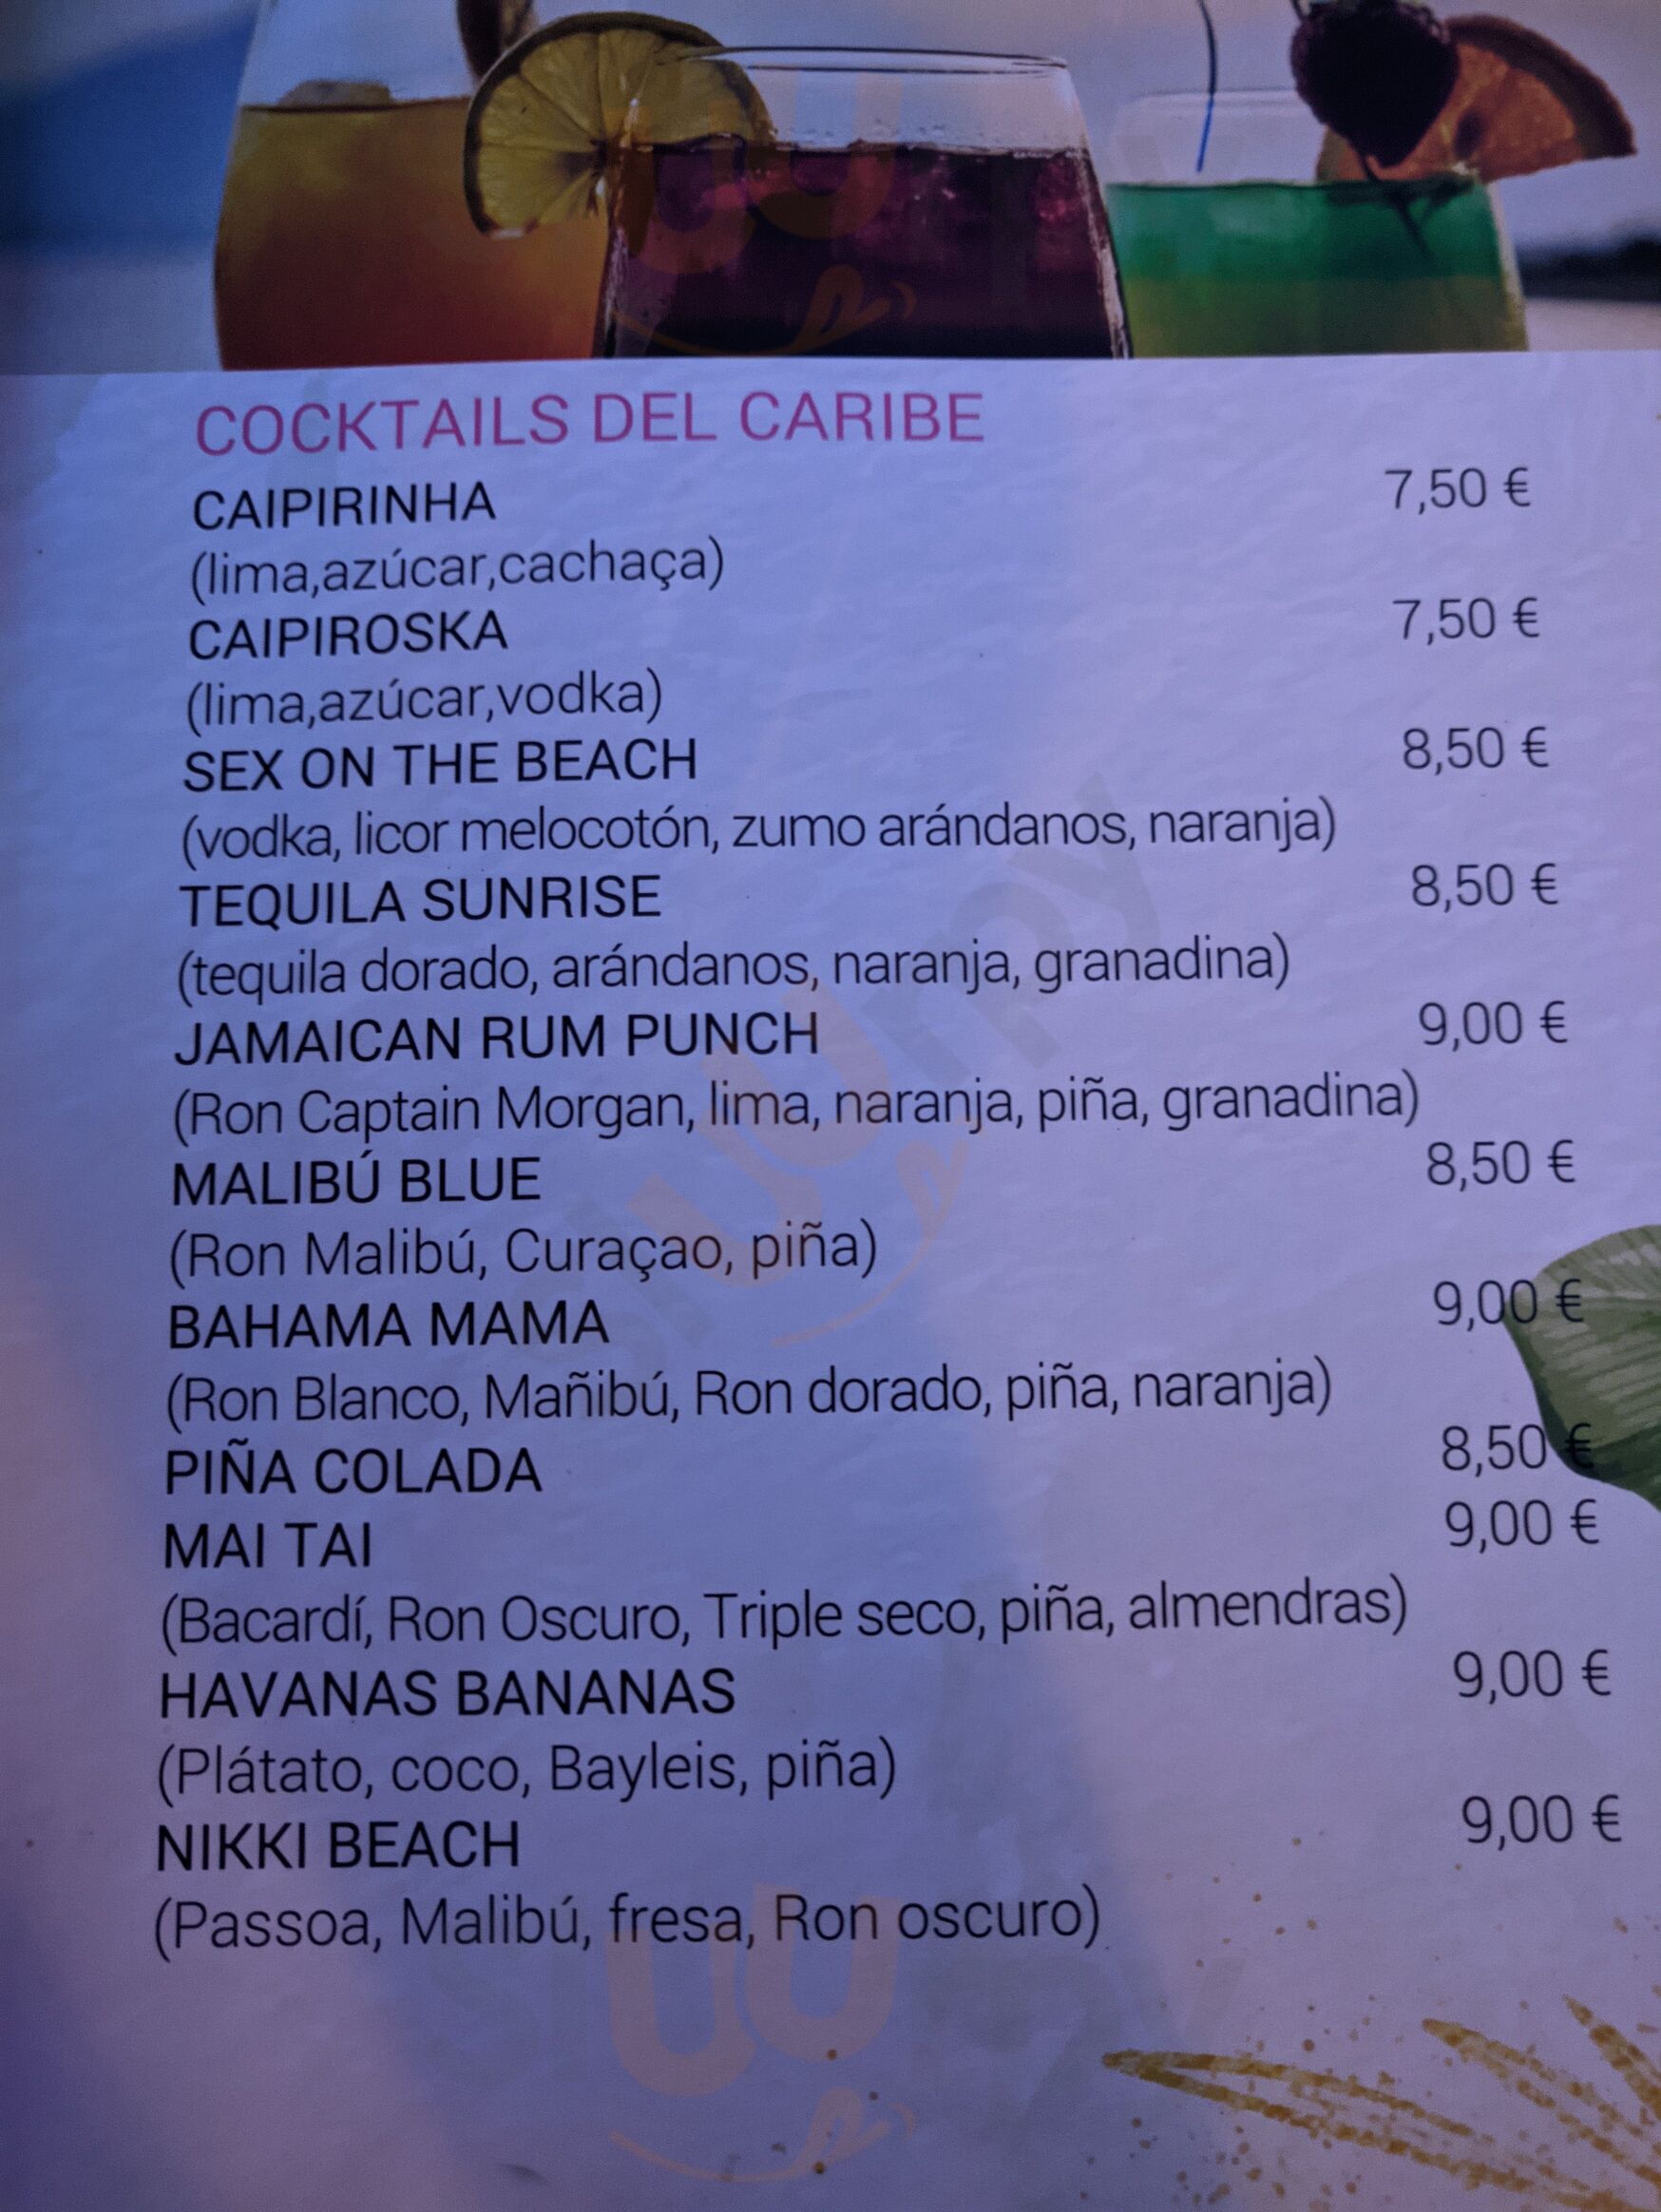 COCKTAILS DEL CARIBE
CAIPIRINHA 7,50 €
(lima,azúcar,cachaça)
CAIPIROSKA 7,50 €
(lima,azúcar,vodka)
SEX ON THE BEACH 8,50 €
(vodka, licor melocotón, zumo arándanos, naranja)
TEQUILA SUNRISE 8,50 €
(tequila dorado, arándanos, naranja, granadina)
JAMAICAN RUM PUNCH 9,00 €
(Ron Captain Morgan, lima, naranja, piña, granadina)
MALIBÚ BLUE 8,50 €
(Ron Malibú, Curaçao, piña)
BAHAMA MAMA 9,00 €
(Ron Blanco, Mañibú, Ron dorado, piña, naranja)
PIÑA COLADA 8,50 €
MAI TAI 9,00 €
(Bacardí, Ron Oscuro, Triple seco, piña, almendras)
HAVANAS BANANAS 9,00 €
(Plátato, coco, Bayleis, piña)
NIKKI BEACH 9,00 €
(Passoa, Malibú, fresa, Ron oscuro)